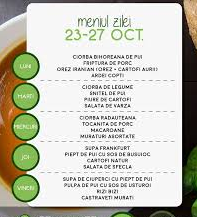 meniul zilei
23-27 OCT.
LUNI
CIORBA BIHOREANA DE PUI
FRIPTURA DE PORC
OREZ IRANIAN (OREZ + CARTOFI AURII)
ARDEI COPTI
MARTI
CIORBA DE LEGUME
SNITEL DE PUI
PIURE DE CARTOFI
SALATA DE VARZA
MIERCURI
CIORBA RADAUTEANA
TOCANITA DE PORC
MACAROANE
MURATURI ASORTATE
JOI
SUPA FRANKFURT
PIEPT DE PUI CU SOS DE BUSUIOC
CARTOFI NATUR
SALATA DE SFECLA
VINERI
SUPA DE CIUPERCI CU PIEPT DE PUI
PULPA DE PUI CU SOS DE USTUROI
RIZI BIZI
CASTRAVETI MURATI